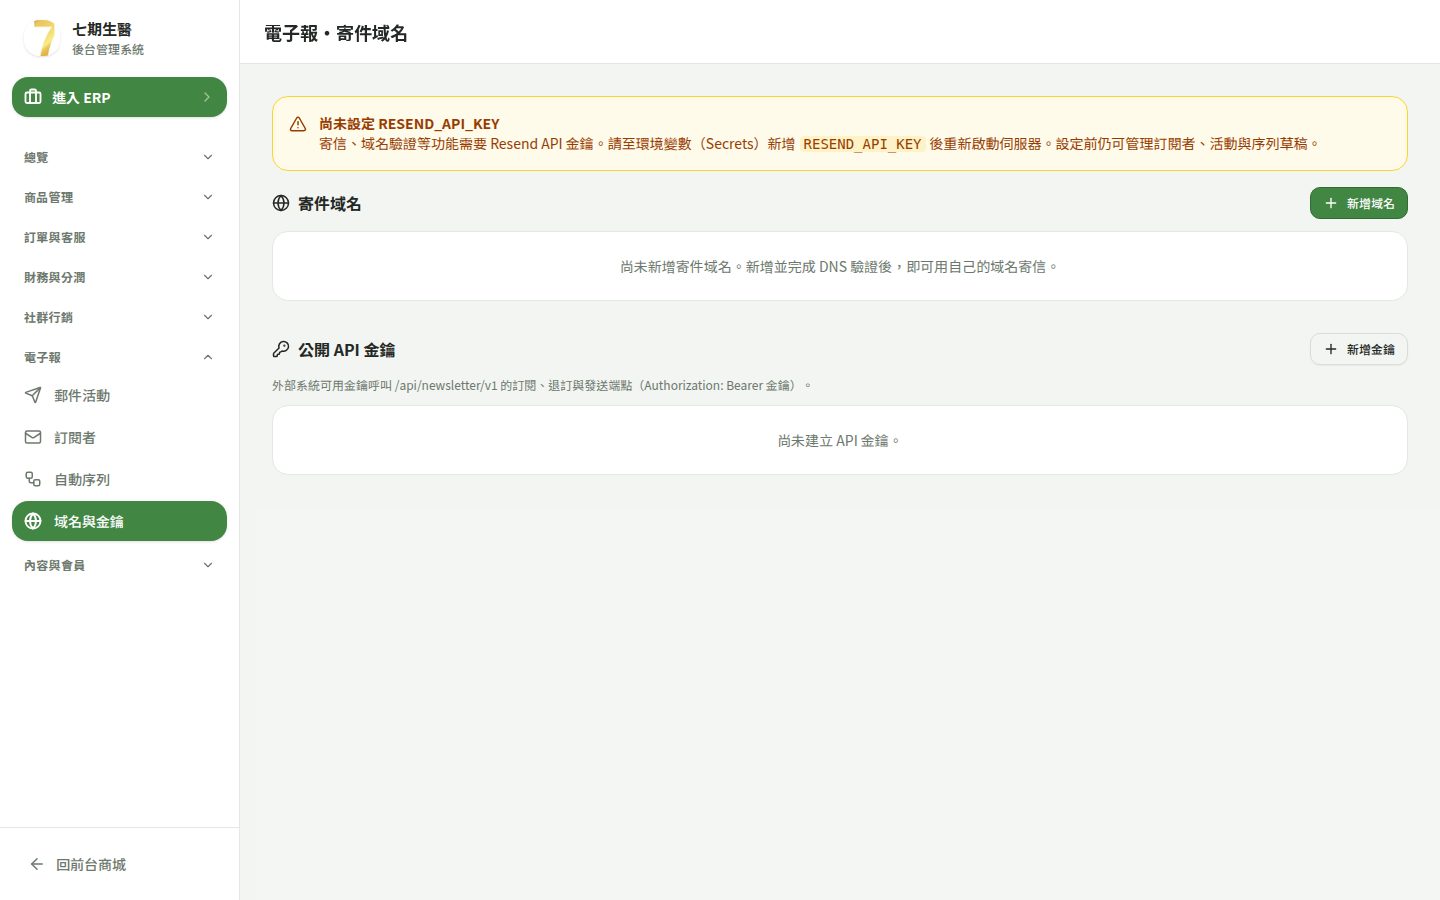 7
七期生醫
後台管理系統
進入 ERP
總覽
商品管理
訂單與客服
財務與分潤
社群行銷
電子報
郵件活動
訂閱者
自動序列
域名與金鑰
內容與會員
回前台商城
電子報・寄件域名
尚未設定 RESEND_API_KEY
寄信、域名驗證等功能需要 Resend API 金鑰。請至環境變數（Secrets）新增 RESEND_API_KEY 後重新啟動伺服器。設定前仍可管理訂閱者、活動與序列草稿。
寄件域名
新增域名
尚未新增寄件域名。新增並完成 DNS 驗證後，即可用自己的域名寄信。
公開 API 金鑰
新增金鑰
外部系統可用金鑰呼叫 /api/newsletter/v1 的訂閱、退訂與發送端點（Authorization: Bearer 金鑰）。
尚未建立 API 金鑰。